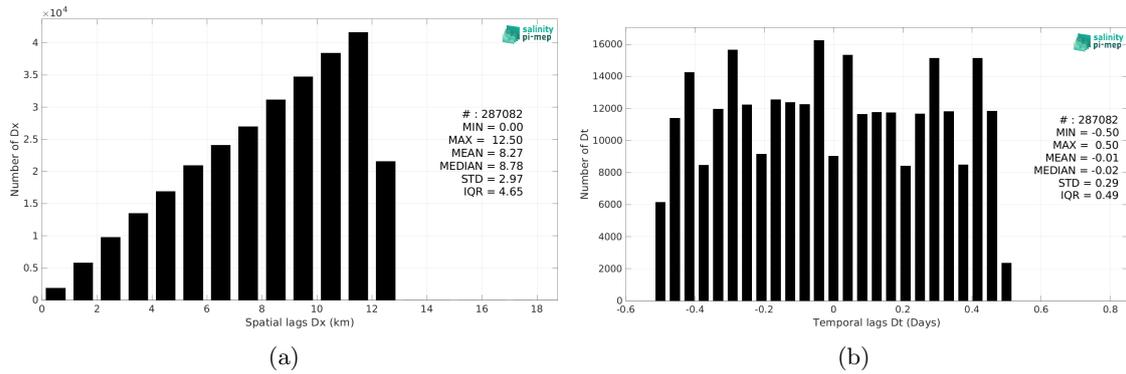 ×10⁴
4
3.5
3
2.5
2
1.5
1
0.5
0
0 2 4 6 8 10 12 14 16 18
Number of Dx
Spatial lags Dx (km)
salinity
pi-mep
# : 287082
MIN = 0.00
MAX = 12.50
MEAN = 8.27
MEDIAN = 8.78
STD = 2.97
IQR = 4.65
(a)
16000
14000
12000
10000
8000
6000
4000
2000
0
-0.6 -0.4 -0.2 0 0.2 0.4 0.6 0.8
Number of Dt
Temporal lags Dt (Days)
salinity
pi-mep
# : 287082
MIN = -0.50
MAX = 0.50
MEAN = -0.01
MEDIAN = -0.02
STD = 0.29
IQR = 0.49
(b)